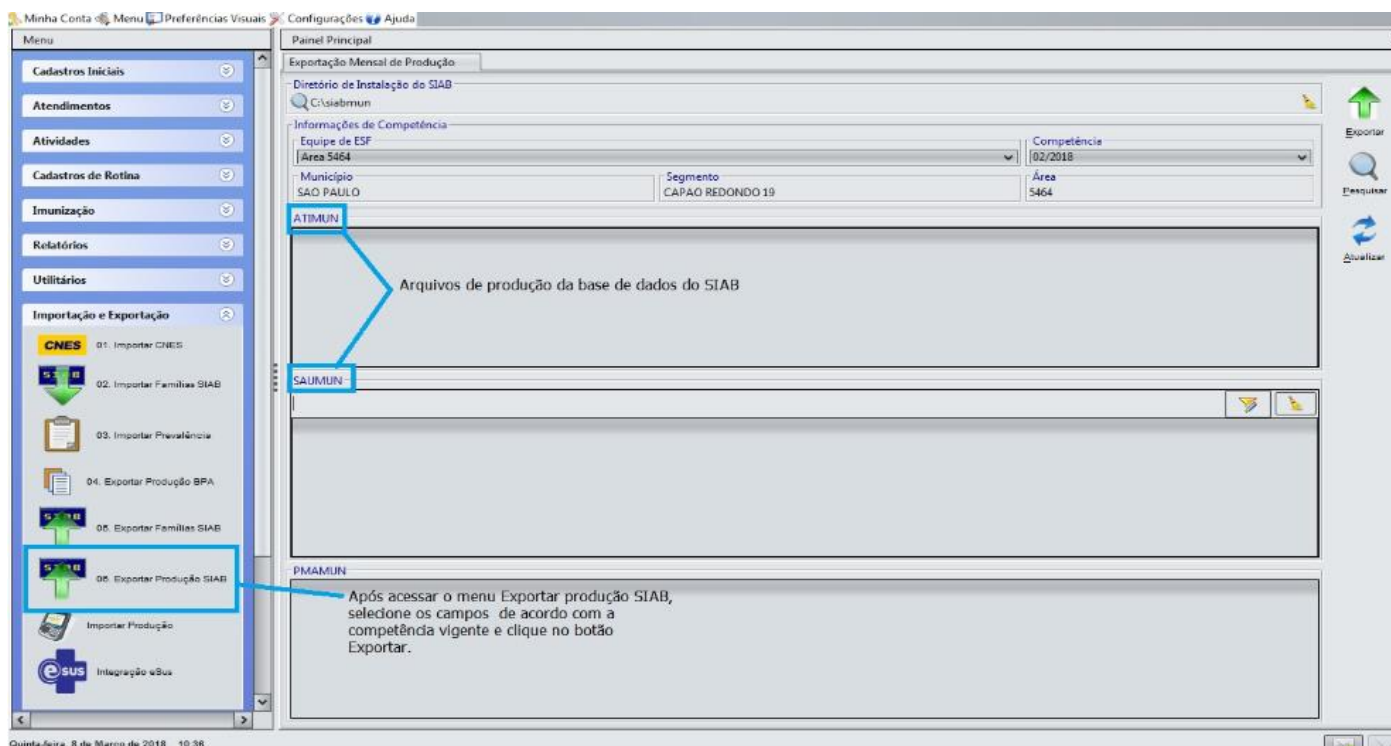 Minha Conta Menu Preferências Visuais Configurações Ajuda
Menu
Painel Principal
Cadastros Iniciais
Atendimentos
Atividades
Cadastros de Rotina
Imunização
Relatórios
Utilitários
Importação e Exportação
CNES 01. Importar CNES
SIAB 02. Importar Famílias SIAB
03. Importar Prevalência
04. Exportar Produção BPA
SIAB 05. Exportar Famílias SIAB
SIAB 06. Exportar Produção SIAB
Importar Produção
esus Integração eSus
Exportação Mensal de Produção
Diretório de Instalação do SIAB
C:\siabmun
Informações de Competência
Equipe de ESF Competência
Area 5464 02/2018
Município Segmento Área
SAO PAULO CAPAO REDONDO 19 5464
ATIMUN
Arquivos de produção da base de dados do SIAB
SAUMUN
PMAMUN
Após acessar o menu Exportar produção SIAB,
selecione os campos de acordo com a
competência vigente e clique no botão
Exportar.
Exportar
Pesquisar
Atualizar
Quinta-feira, 8 de Março de 2018 10:36